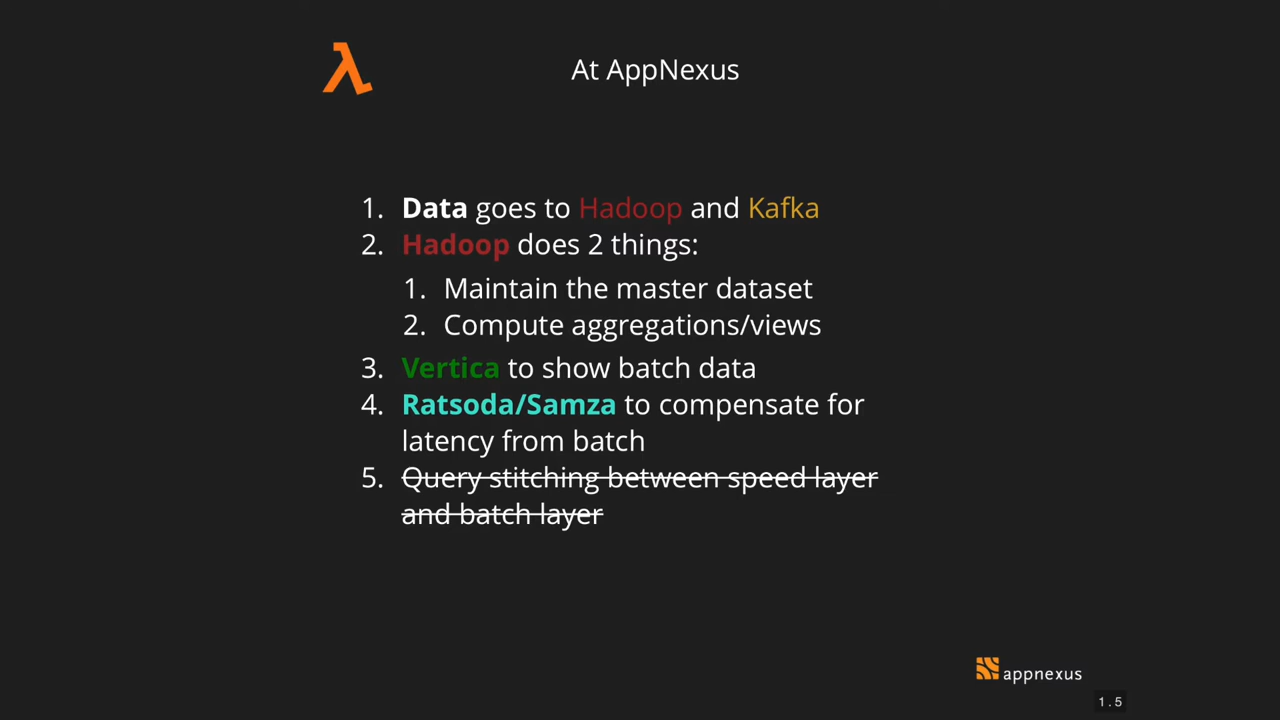 At AppNexus
1. Data goes to Hadoop and Kafka
2. Hadoop does 2 things:
1. Maintain the master dataset
2. Compute aggregations/views
3. Vertica to show batch data
4. Ratsoda/Samza to compensate for
latency from batch
5. Query stitching between speed layer
and batch layer
appnexus
1.5